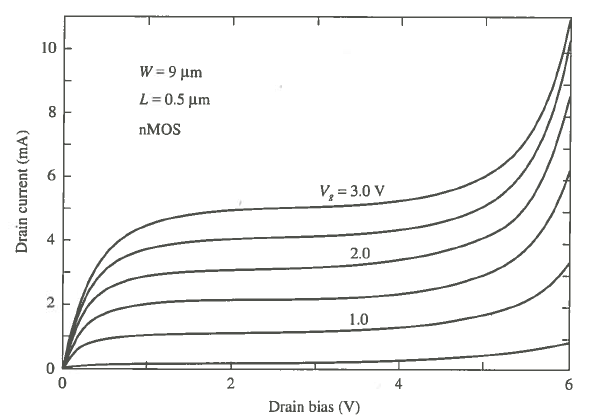 10
8
6
4
2
0
Drain current (mA)
W = 9 μm
L = 0.5 μm
nMOS
Vg = 3.0 V
2.0
1.0
0 2 4 6
Drain bias (V)